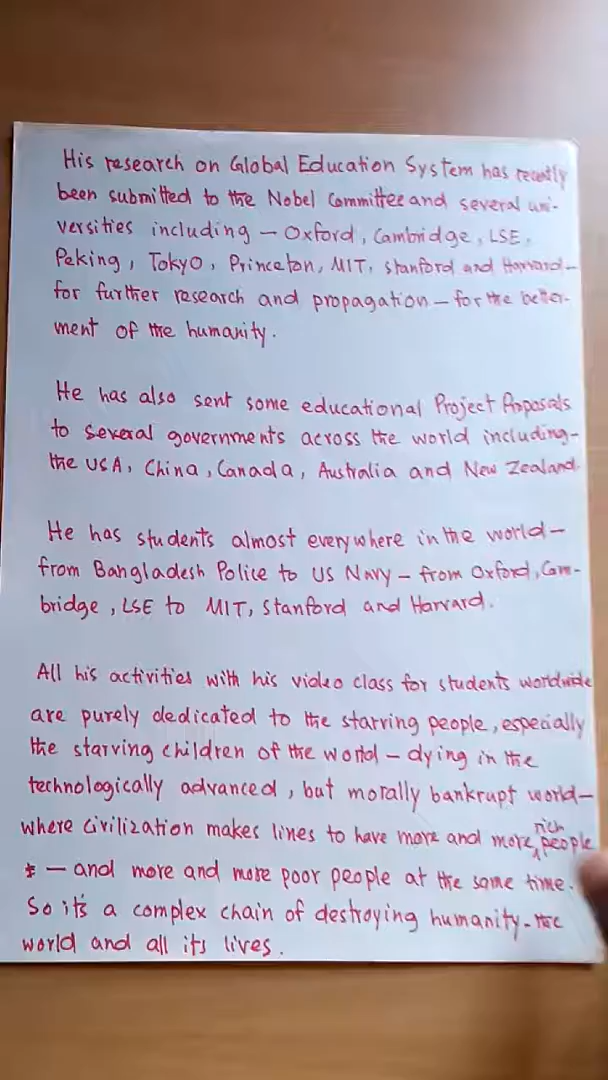 His research on Global Education System has recently
been submitted to the Nobel Committee and several uni-
versities including – Oxford, Cambridge, LSE,
Peking, Tokyo, Princeton, MIT, Stanford and Harvard –
for further research and propagation – for the better-
ment of the humanity.
He has also sent some educational Project Proposals
to several governments across the world including –
the USA, China, Canada, Australia and New Zealand.
He has students almost everywhere in the world –
from Bangladesh Police to US Navy – from Oxford, Cam-
bridge, LSE to MIT, Stanford and Harvard.
All his activities with his video class for students worldwide
are purely dedicated to the starving people, especially
the starving children of the world – dying in the
technologically advanced, but morally bankrupt world –
where civilization makes lines to have more and more rich people
– and more and more poor people at the same time.
So it's a complex chain of destroying humanity – the
world and all its lives.